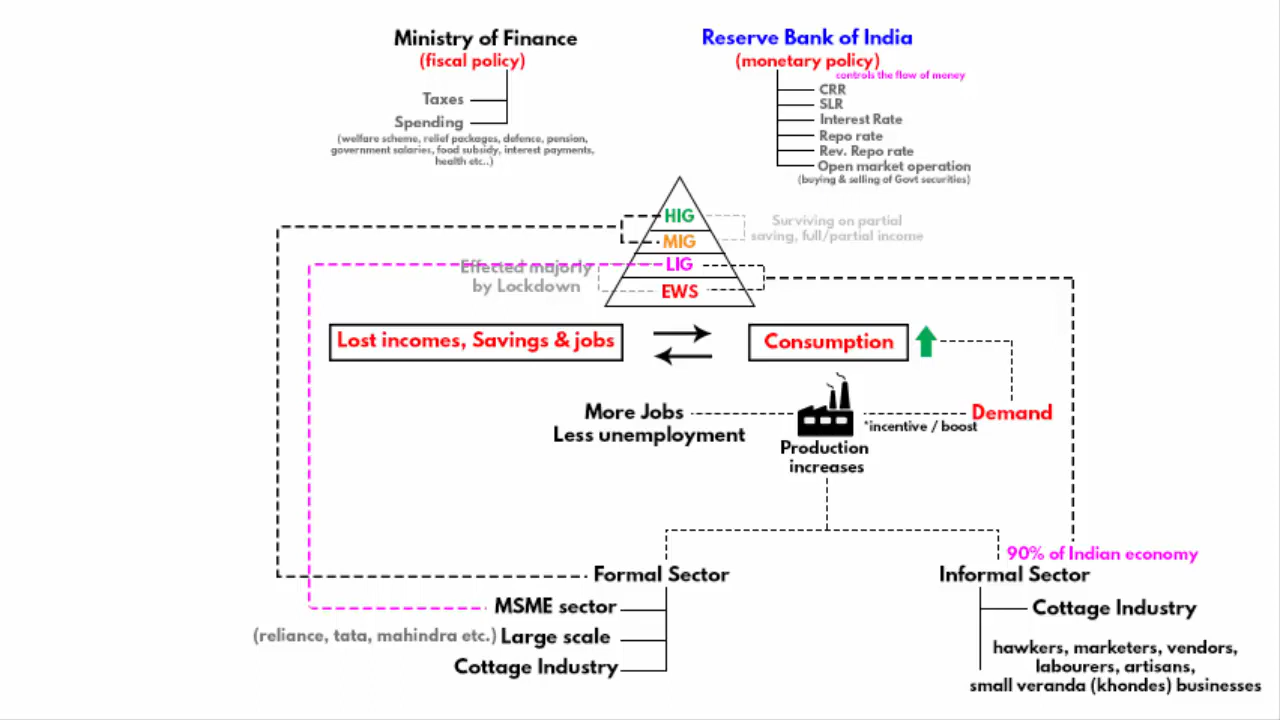 Ministry of Finance
(fiscal policy)
Taxes
Spending
(welfare scheme, relief packages, defence, pension,
government salaries, food subsidy, interest payments,
health etc..)
Reserve Bank of India
(monetary policy)
controls the flow of money
CRR
SLR
Interest Rate
Repo rate
Rev. Repo rate
Open market operation
(buying & selling of Govt securities)
HIG
MIG
LIG
EWS
Surviving on partial
saving, full/partial income
Effected majorly
by Lockdown
Lost incomes, Savings & jobs
Consumption
More Jobs
Less unemployment
Production
increases
*incentive / boost
Demand
Formal Sector
MSME sector
(reliance, tata, mahindra etc.) Large scale
Cottage Industry
90% of Indian economy
Informal Sector
Cottage Industry
hawkers, marketers, vendors,
labourers, artisans,
small veranda (khondes) businesses